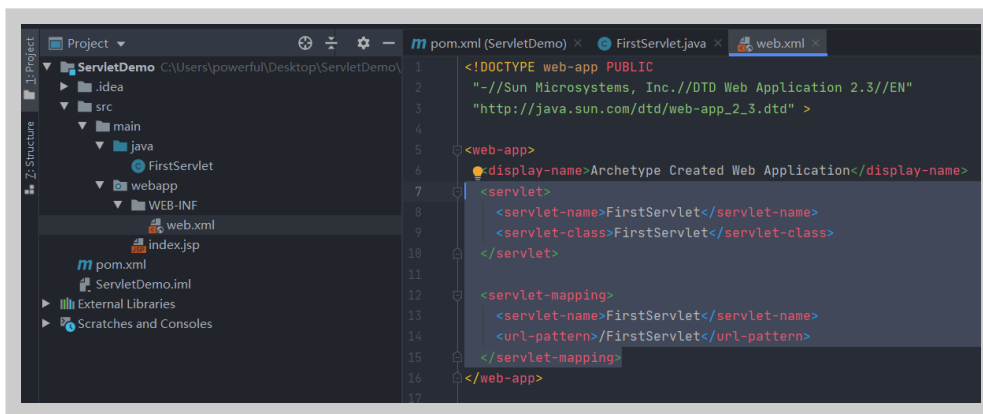 1: Project
Z: Structure
Project
ServletDemo C:\Users\powerful\Desktop\ServletDemo\
.idea
src
main
java
FirstServlet
webapp
WEB-INF
web.xml
index.jsp
pom.xml
ServletDemo.iml
External Libraries
Scratches and Consoles
pom.xml (ServletDemo) × FirstServlet.java × web.xml ×
1 <!DOCTYPE web-app PUBLIC
2 "-//Sun Microsystems, Inc.//DTD Web Application 2.3//EN"
3 "http://java.sun.com/dtd/web-app_2_3.dtd" >
4
5 <web-app>
6 <display-name>Archetype Created Web Application</display-name>
7 <servlet>
8 <servlet-name>FirstServlet</servlet-name>
9 <servlet-class>FirstServlet</servlet-class>
10 </servlet>
11
12 <servlet-mapping>
13 <servlet-name>FirstServlet</servlet-name>
14 <url-pattern>/FirstServlet</url-pattern>
15 </servlet-mapping>
16 </web-app>
17